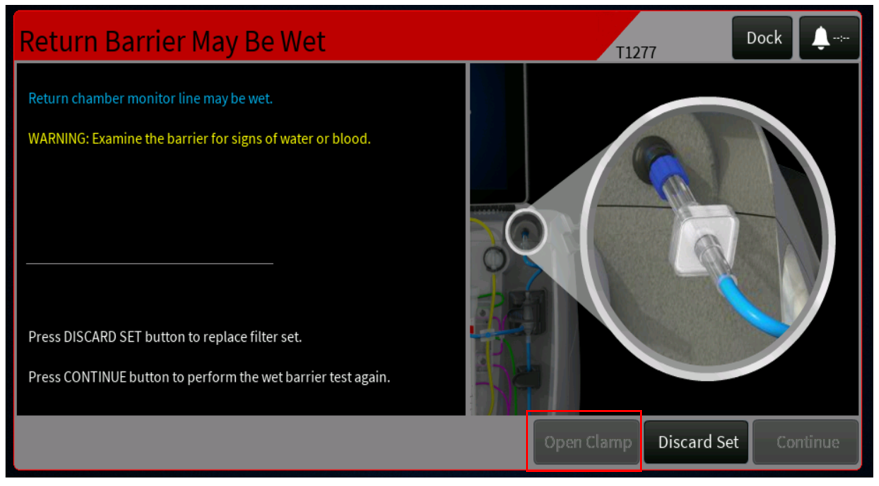 Return Barrier May Be Wet
T1277
Dock
--:--
Return chamber monitor line may be wet.
WARNING: Examine the barrier for signs of water or blood.
Press DISCARD SET button to replace filter set.
Press CONTINUE button to perform the wet barrier test again.
Open Clamp
Discard Set
Continue